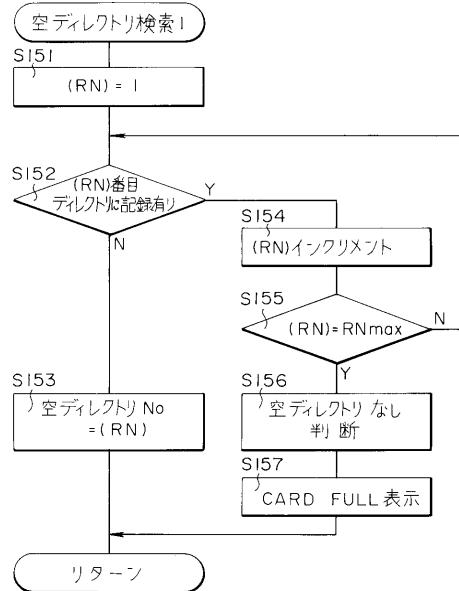 空ディレクトリ検索1
S151
(RN)=1
S152
(RN)番目
ディレクトリに記録有り
Y
N
S154
(RN)インクリメント
S155
(RN)=RNmax
N
Y
S153
空ディレクトリNo
=(RN)
S156
空ディレクトリなし
判断
S157
CARD FULL表示
リターン